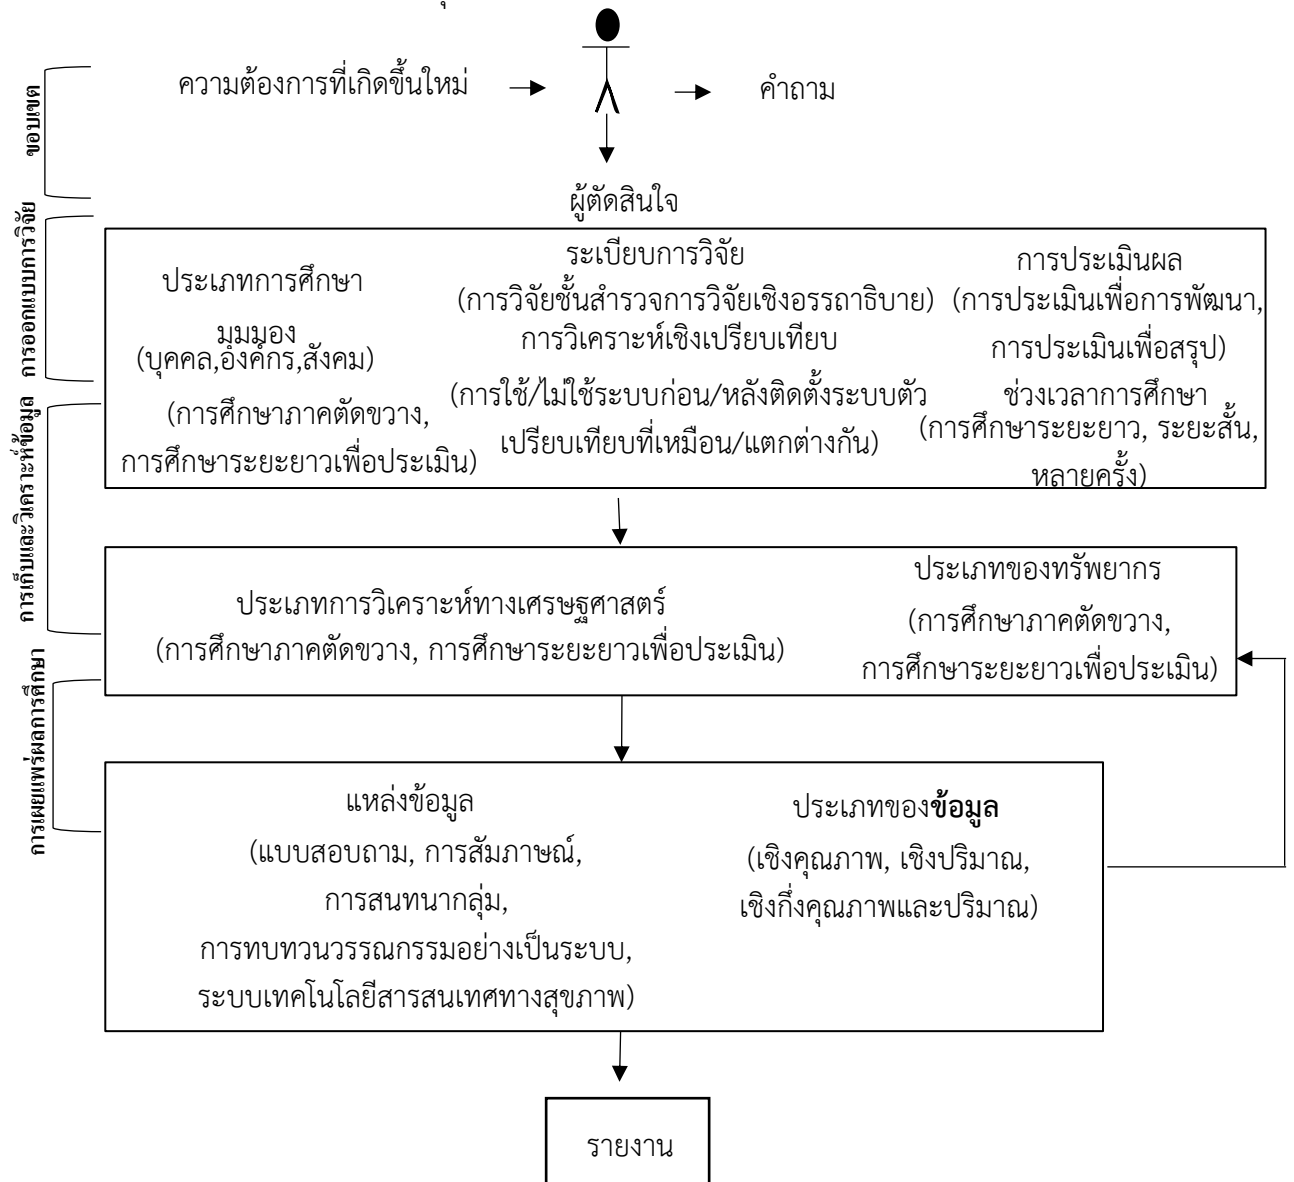 ความต้องการที่เกิดขึ้นใหม่
คำถาม
ผู้ตัดสินใจ
ขอบเขต
การออกแบบการวิจัย
การเก็บและวิเคราะห์ข้อมูล
การเผยแพร่ผลการศึกษา
ประเภทการศึกษา
มุมมอง
(บุคคล,องค์กร,สังคม)
(การศึกษาภาคตัดขวาง,
การศึกษาระยะยาวเพื่อประเมิน)
ระเบียบการวิจัย
(การวิจัยชั้นสำรวจการวิจัยเชิงอรรถาธิบาย)
การวิเคราะห์เชิงเปรียบเทียบ
(การใช้/ไม่ใช้ระบบก่อน/หลังติดตั้งระบบตัว
เปรียบเทียบที่เหมือน/แตกต่างกัน)
การประเมินผล
(การประเมินเพื่อการพัฒนา,
การประเมินเพื่อสรุป)
ช่วงเวลาการศึกษา
(การศึกษาระยะยาว, ระยะสั้น,
หลายครั้ง)
ประเภทการวิเคราะห์ทางเศรษฐศาสตร์
(การศึกษาภาคตัดขวาง, การศึกษาระยะยาวเพื่อประเมิน)
ประเภทของทรัพยากร
(การศึกษาภาคตัดขวาง,
การศึกษาระยะยาวเพื่อประเมิน)
แหล่งข้อมูล
(แบบสอบถาม, การสัมภาษณ์,
การสนทนากลุ่ม,
การทบทวนวรรณกรรมอย่างเป็นระบบ,
ระบบเทคโนโลยีสารสนเทศทางสุขภาพ)
ประเภทของข้อมูล
(เชิงคุณภาพ, เชิงปริมาณ,
เชิงกึ่งคุณภาพและปริมาณ)
รายงาน